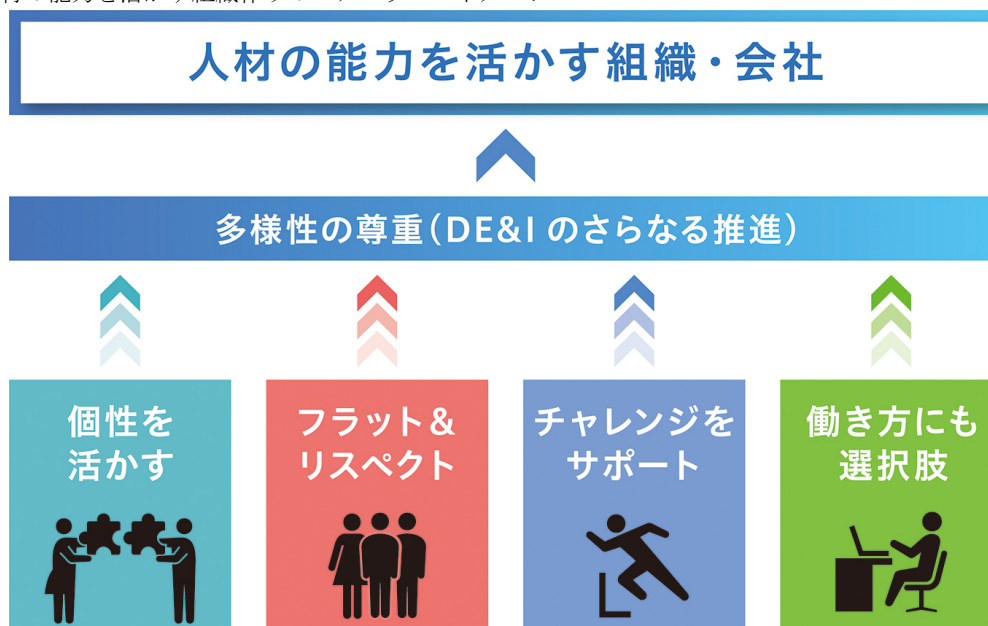 人材の能力を活かす組織・会社
多様性の尊重(DE&Iのさらなる推進)
個性を
活かす
フラット&
リスペクト
チャレンジを
サポート
働き方にも
選択肢